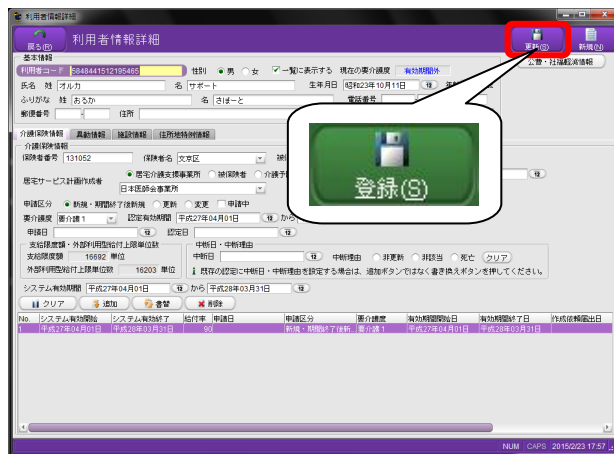 利用者情報詳細
戻る(R)
利用者情報詳細
更新(S)
新規(N)
基本情報
利用者コード 5848441512195465 性別 男 女 一覧に表示する 現在の要介護度 有効期間外
公費・社福軽減情報
氏名 姓 オルカ 名 サポート 生年月日 昭和23年10月11日 年
ふりがな 姓 おるか 名 さぽーと 電話番号
郵便番号 - 住所
介護保険情報 異動情報 施設情報 住所地特例情報
介護保険情報
保険者番号 131052 保険者名 文京区 被
居宅サービス計画作成者 居宅介護支援事業所 被保険者 介護予
日本医師会事業所
登録(S)
申請区分 新規・期間終了後新規 更新 変更 申請中
要介護度 要介護1 認定有効期間 平成27年04月01日 から
申請日 認定日
支給限度額・外部利用型給付上限単位数
中断日・中断理由
支給限度額 16692 単位
中断日 中断理由 非更新 非該当 死亡 クリア
外部利用型給付上限単位数 16203 単位
既存の認定に中断日・中断理由を設定する場合は、追加ボタンではなく書き換えボタンを押してください。
システム有効期間 平成27年04月01日 から 平成28年03月31日
クリア 追加 書替 削除
No. システム有効開始 システム有効終了 給付率 申請日 申請区分 要介護度 有効期間開始日 有効期間終了日 作成依頼届出日
1 平成27年04月01日 平成28年03月31日 90 新規・期間終了後新.. 要介護1 平成27年04月01日 平成28年03月31日
NUM CAPS 2015/2/23 17:57